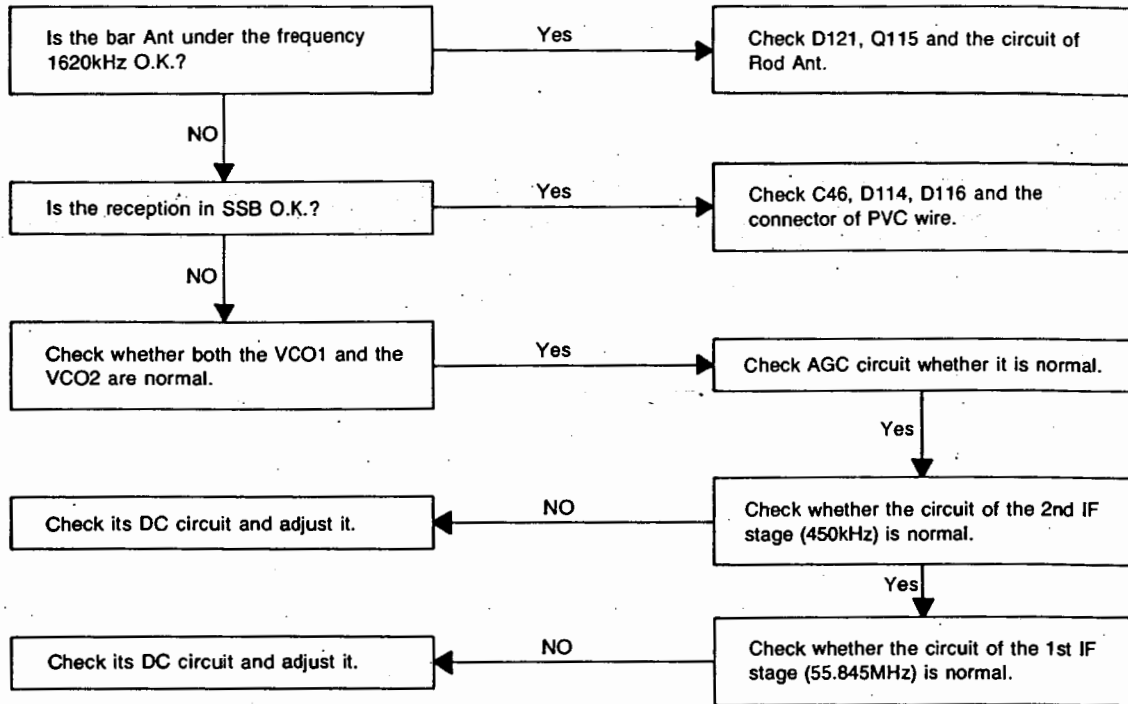 Is the bar Ant under the frequency
1620kHz O.K.?
Yes
Check D121, Q115 and the circuit of
Rod Ant.
NO
Is the reception in SSB O.K.?
Yes
Check C46, D114, D116 and the
connector of PVC wire.
NO
Check whether both the VCO1 and the
VCO2 are normal.
Yes
Check AGC circuit whether it is normal.
Yes
Check whether the circuit of the 2nd IF
stage (450kHz) is normal.
NO
Check its DC circuit and adjust it.
Yes
Check whether the circuit of the 1st IF
stage (55.845MHz) is normal.
NO
Check its DC circuit and adjust it.